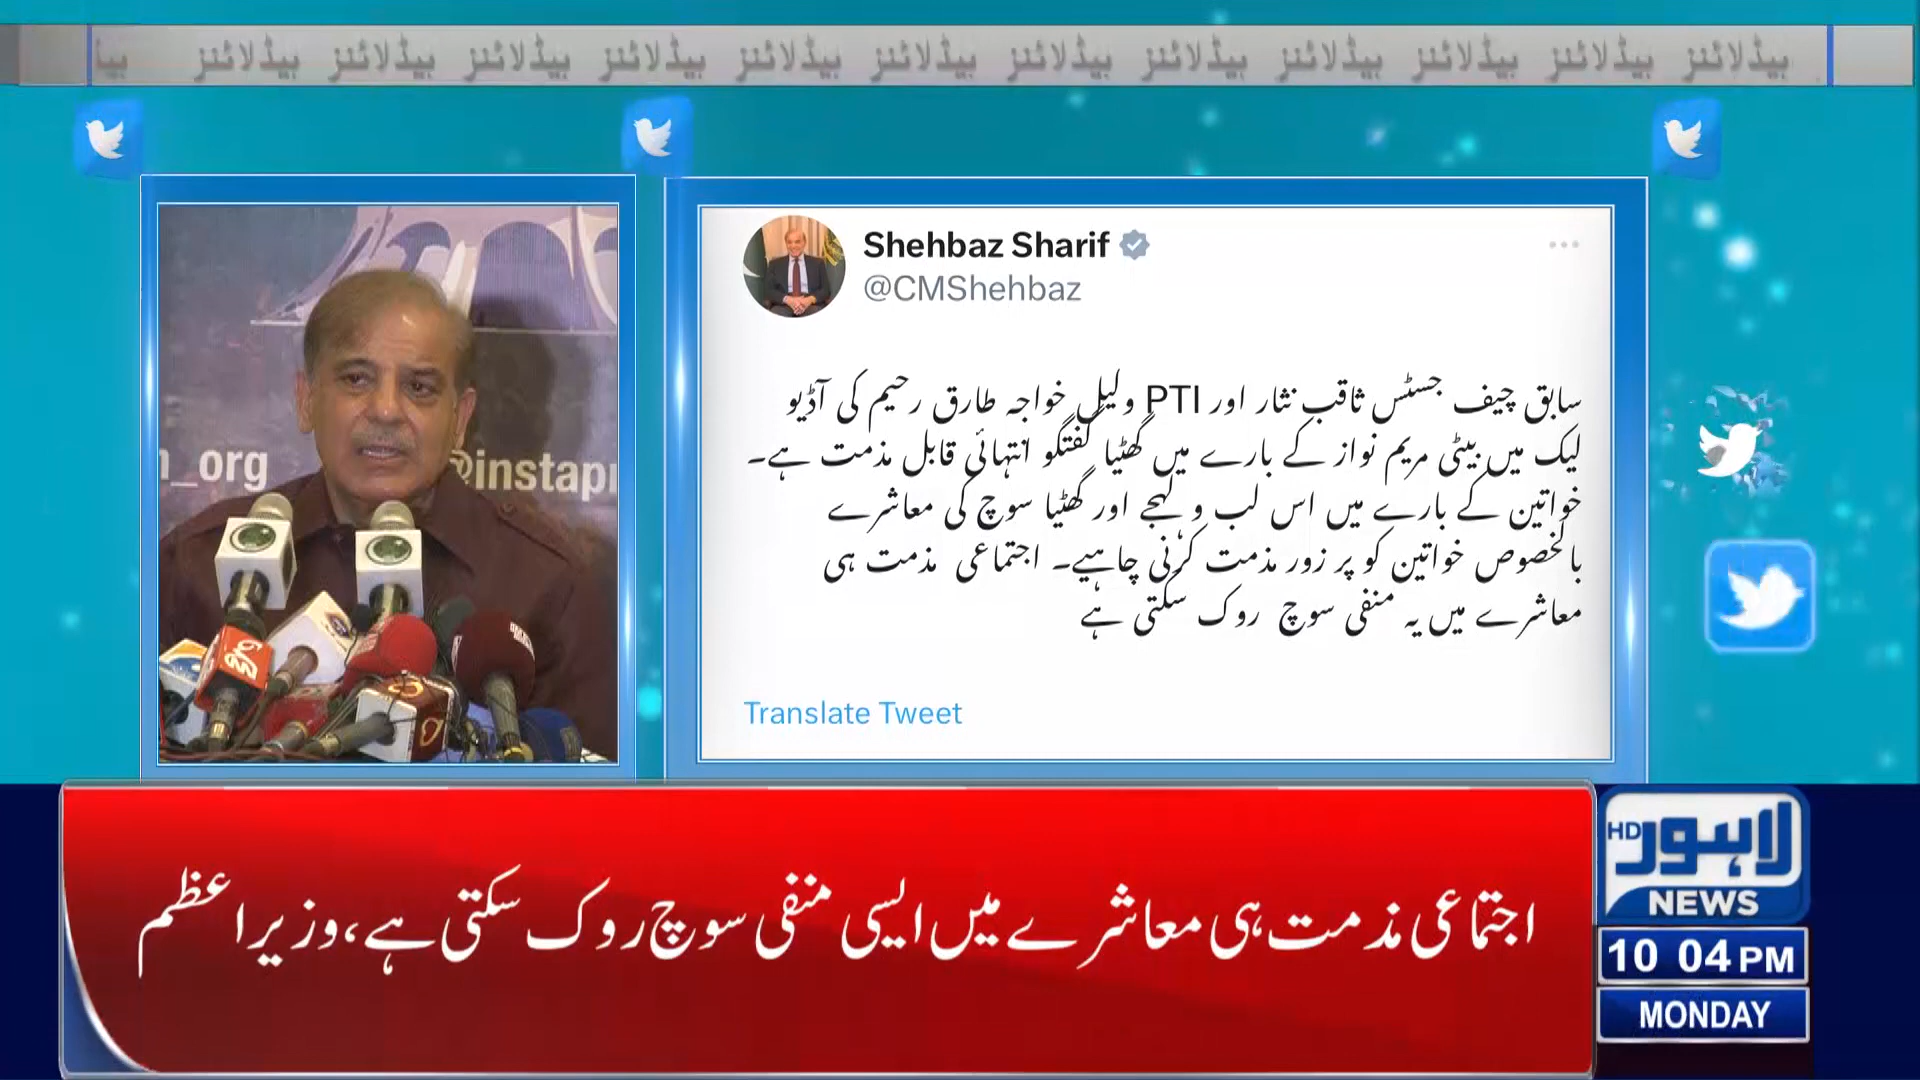 ہیڈلائنز ہیڈلائنز ہیڈلائنز ہیڈلائنز ہیڈلائنز ہیڈلائنز ہیڈلائنز ہیڈلائنز ہیڈلائنز ہیڈلائنز ہیڈلائنز ہیڈلائنز ہیڈ
_org
@instap
Shehbaz Sharif
@CMShehbaz
سابق چیف جسٹس ثاقب نثار اور PTI وکیل خواجہ طارق رحیم کی آڈیو
لیک میں بیٹی مریم نواز کے بارے میں گھٹیا گفتگو انتہائی قابل مذمت ہے۔
خواتین کے بارے میں اس لب و لہجے اور گھٹیا سوچ کی معاشرے
بالخصوص خواتین کو پر زور مذمت کرنی چاہیے۔ اجتماعی مذمت ہی
معاشرے میں یہ منفی سوچ روک سکتی ہے
Translate Tweet
اجتماعی مذمت ہی معاشرے میں ایسی منفی سوچ روک سکتی ہے، وزیراعظم
لاہور HD
NEWS
10 04 PM
MONDAY